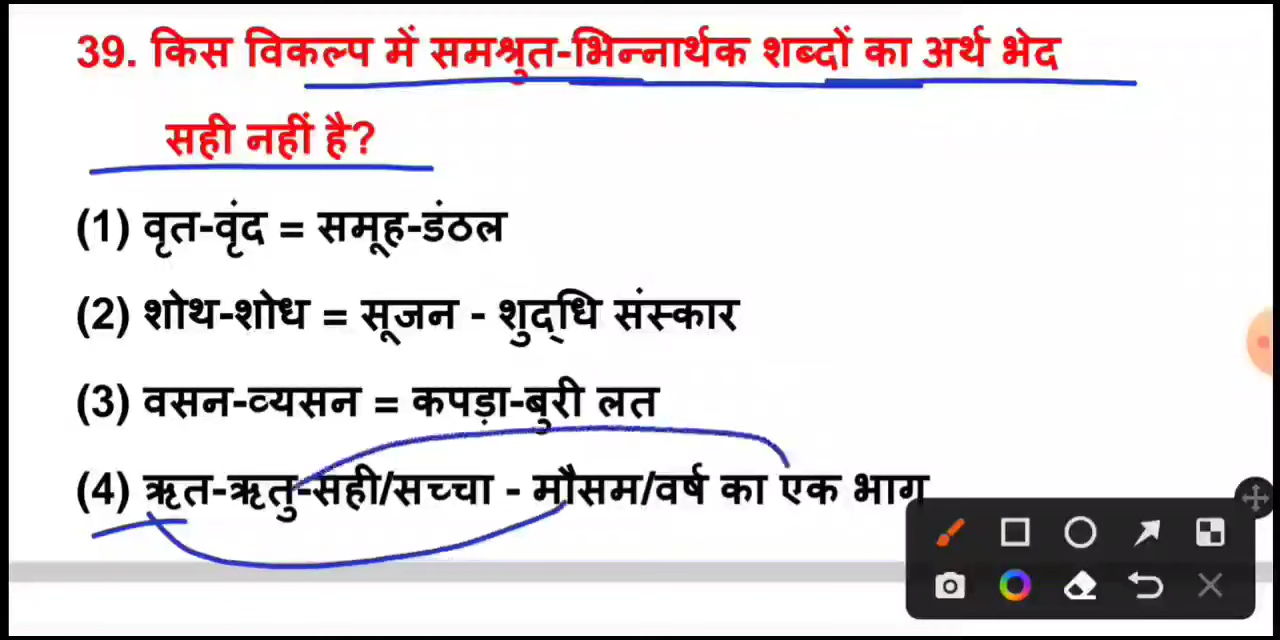 39. किस विकल्प में समश्रुत-भिन्नार्थक शब्दों का अर्थ भेद
सही नहीं है?
(1) वृत-वृंद = समूह-डंठल
(2) शोथ-शोध = सूजन - शुद्धि संस्कार
(3) वसन-व्यसन = कपड़ा-बुरी लत
(4) ऋत-ऋतु-सही/सच्चा - मौसम/वर्ष का एक भाग